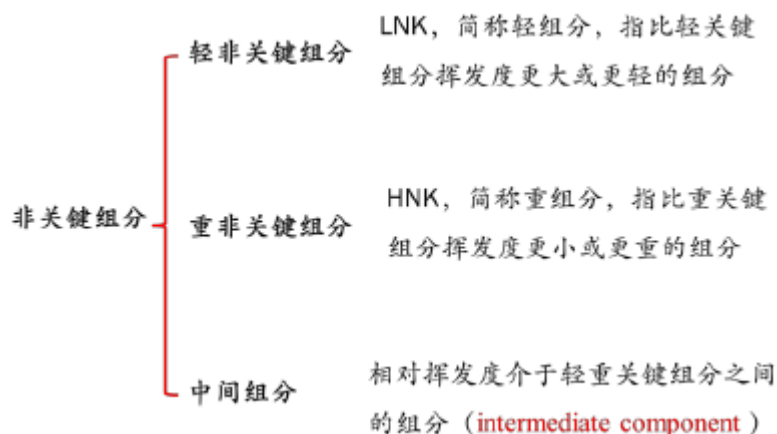 LNK，简称轻组分，指比轻关键
轻非关键组分
组分挥发度更大或更轻的组分
HNK，简称重组分，指比重关键
非关键组分
重非关键组分
组分挥发度更小或更重的组分
相对挥发度介于轻重关键组分之间
中间组分
的组分（intermediate component）